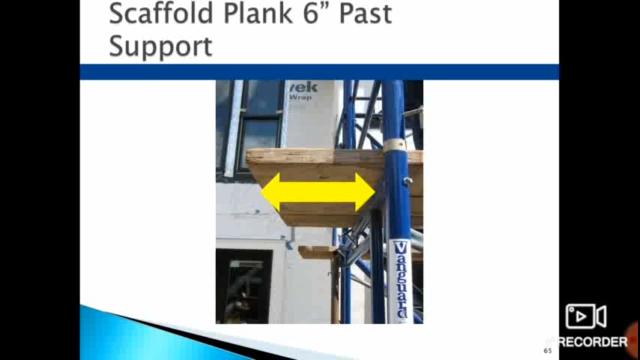 Scaffold Plank 6” Past
Support
vek
Wrap
Vanguard
65
RECORDER